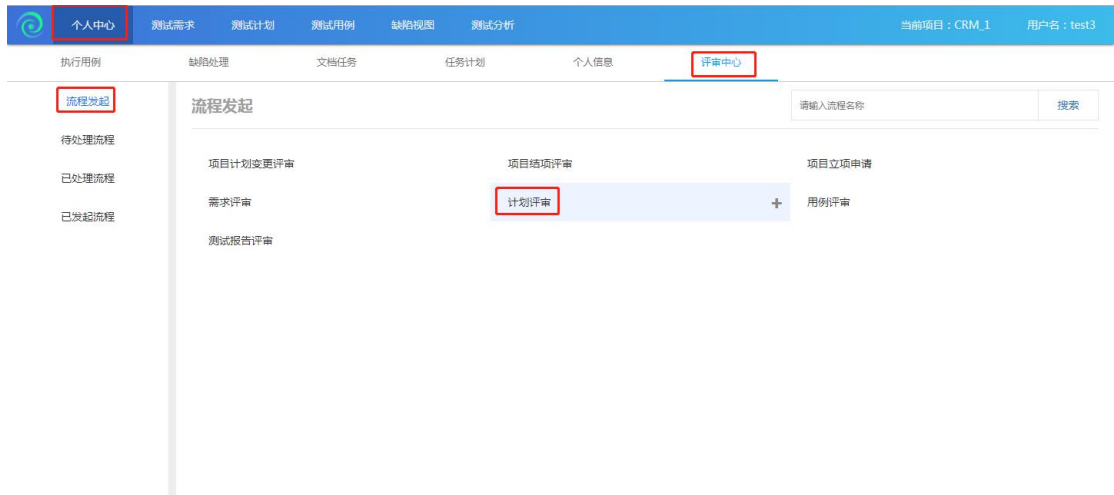 个人中心 测试需求 测试计划 测试用例 缺陷视图 测试分析 当前项目：CRM_1 用户名：test3
执行用例 缺陷处理 文档任务 任务计划 个人信息 评审中心
流程发起
待处理流程
已处理流程
已发起流程
流程发起 请输入流程名称 搜索
项目计划变更评审 项目结项评审 项目立项申请
需求评审 计划评审 + 用例评审
测试报告评审